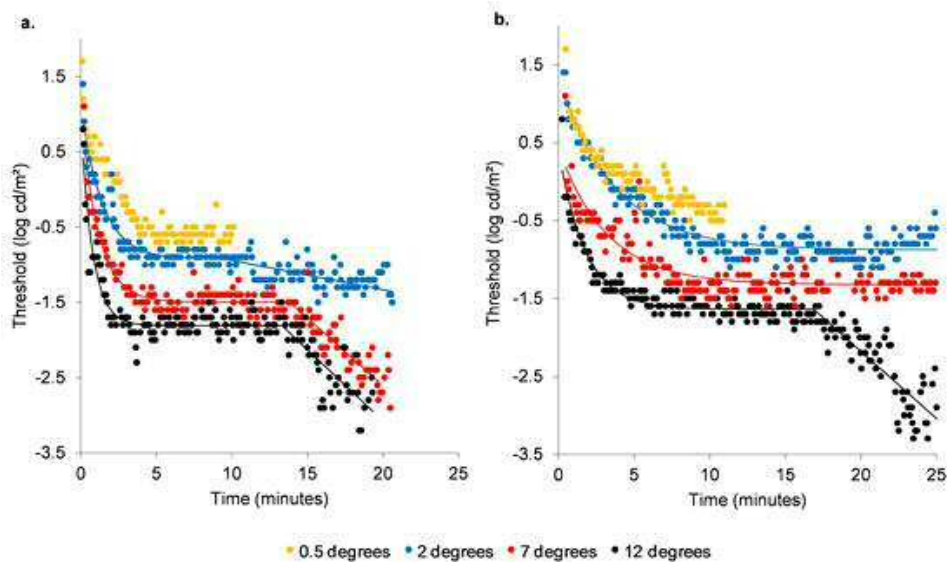 a.
b.
1.5
0.5
-0.5
-1.5
-2.5
-3.5
Threshold (log cd/m²)
0 5 10 15 20 25
Time (minutes)
1.5
0.5
-0.5
-1.5
-2.5
-3.5
Threshold (log cd/m²)
0 5 10 15 20 25
Time (minutes)
0.5 degrees 2 degrees 7 degrees 12 degrees